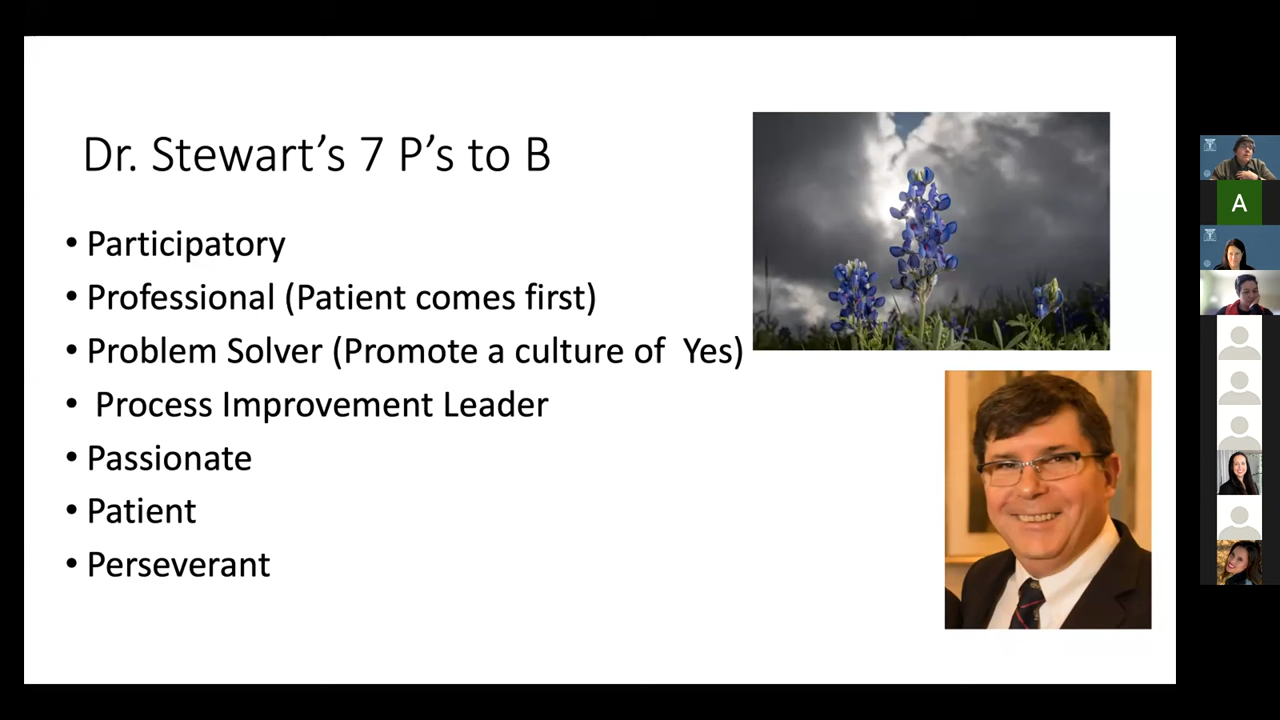 Dr. Stewart’s 7 P’s to B
• Participatory
• Professional (Patient comes first)
• Problem Solver (Promote a culture of  Yes)
•  Process Improvement Leader
• Passionate
• Patient
• Perseverant
A